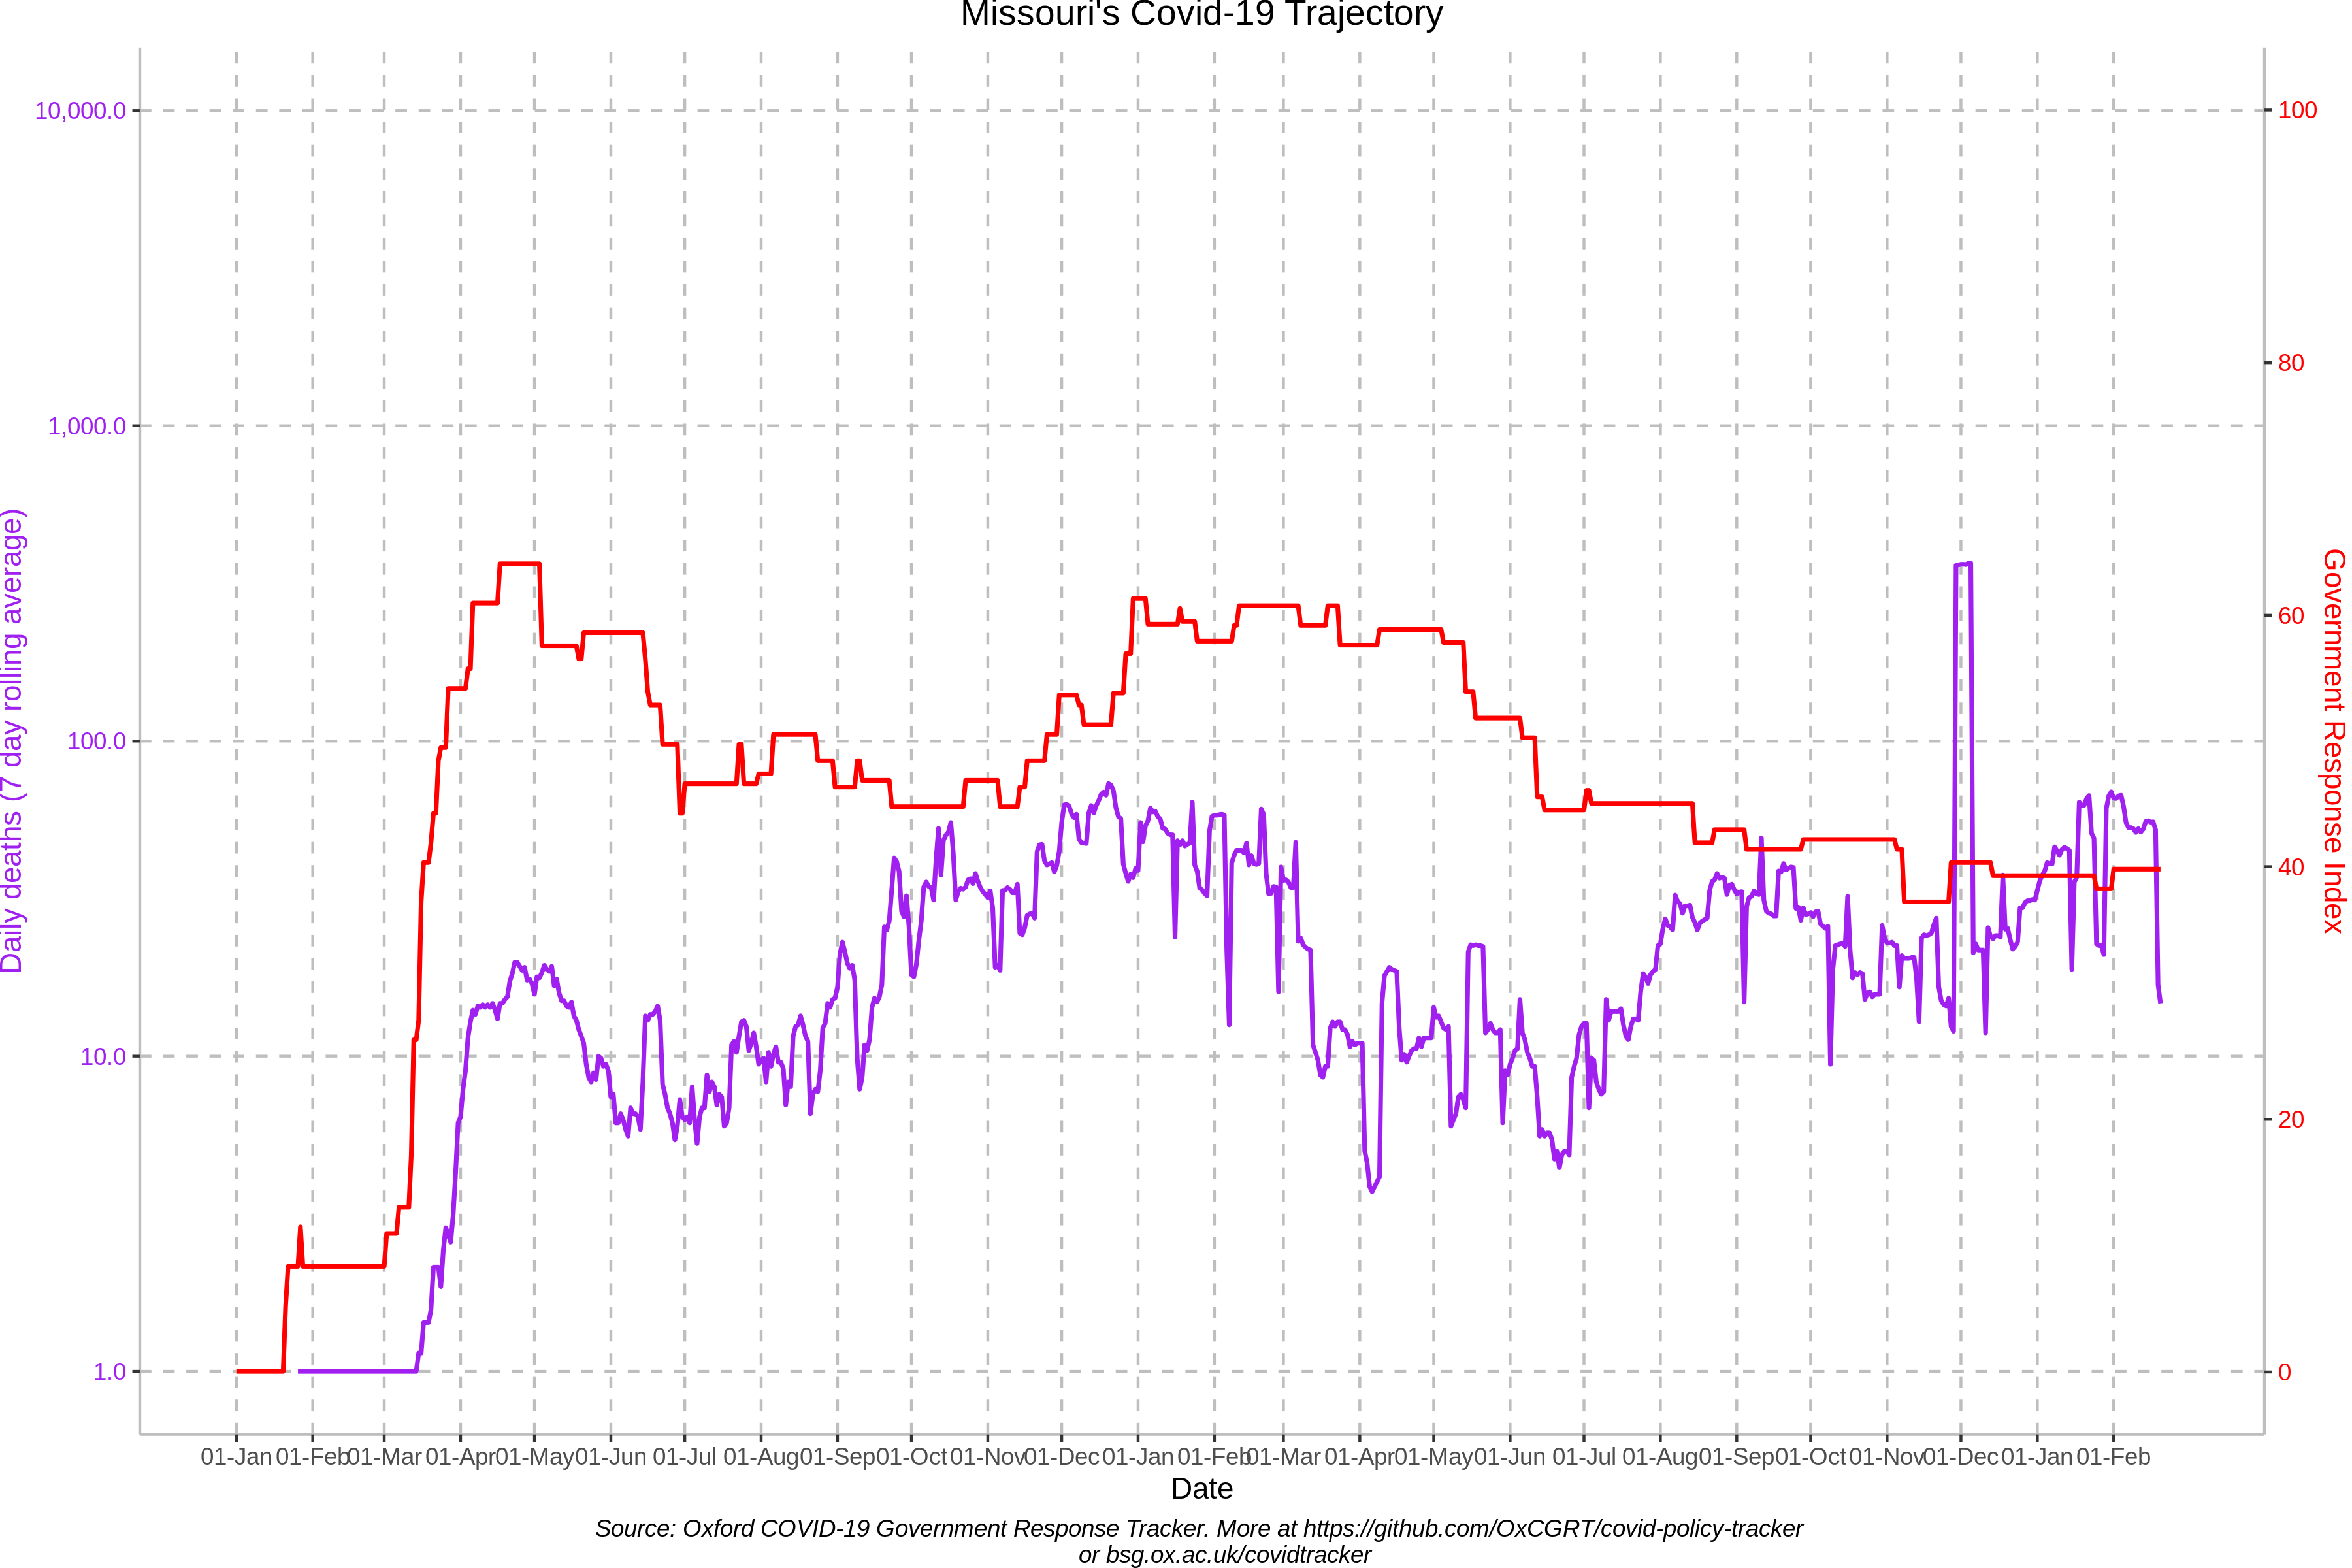 Missouri's Covid-19 Trajectory
10,000.0
1,000.0
100.0
10.0
1.0
Daily deaths (7 day rolling average)
100
80
60
40
20
0
Government Response Index
01-Jan 01-Feb 01-Mar 01-Apr 01-May 01-Jun 01-Jul 01-Aug 01-Sep 01-Oct 01-Nov 01-Dec 01-Jan 01-Feb 01-Mar 01-Apr 01-May 01-Jun 01-Jul 01-Aug 01-Sep 01-Oct 01-Nov 01-Dec 01-Jan 01-Feb
Date
Source: Oxford COVID-19 Government Response Tracker. More at https://github.com/OxCGRT/covid-policy-tracker
or bsg.ox.ac.uk/covidtracker